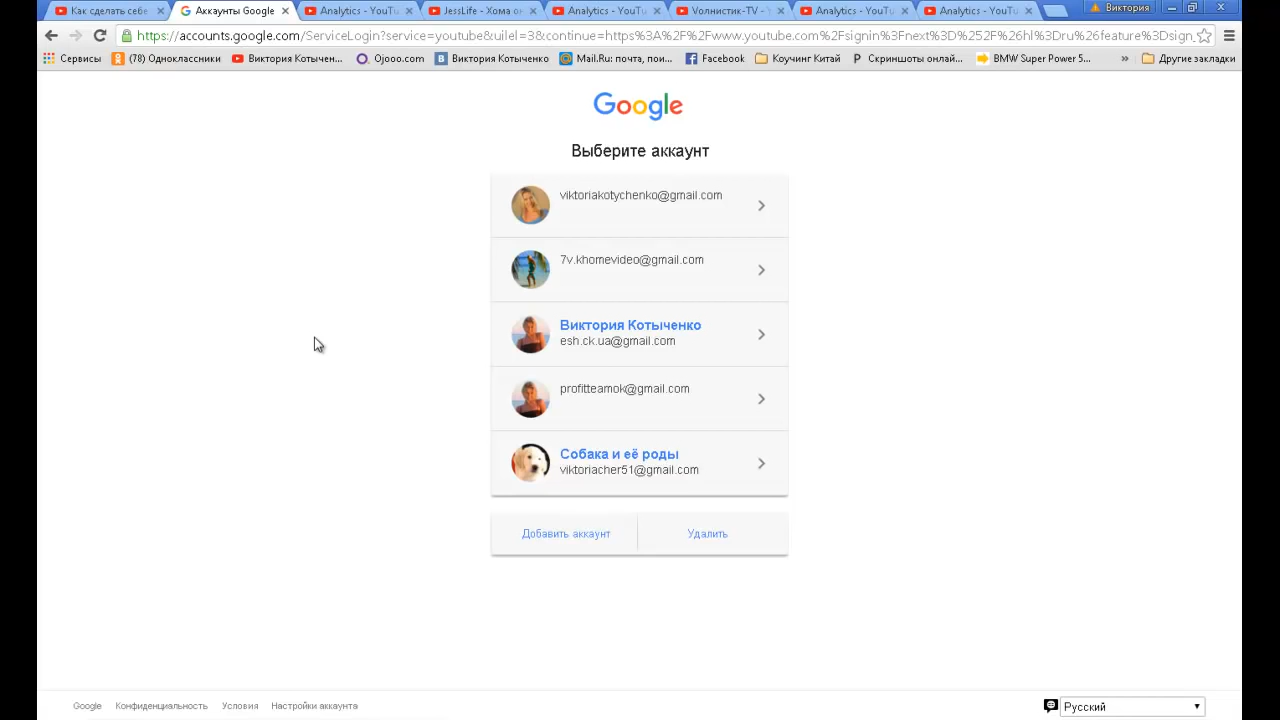 Как сделать себе
Аккаунты Google
Analytics - YouTu
JessLife - Хома он
Analytics - YouTu
Волнистик-TV -
Analytics - YouTu
Analytics - YouTu
Виктория
https://accounts.google.com/ServiceLogin?service=youtube&uilel=3&continue=https%3A%2F%2Fwww.youtube.com%2Fsignin%3Fnext%3D%252F%26hl%3Dru%26feature%3Dsign_
Сервисы
(78) Одноклассники
Виктория Котычен...
Ojooo.com
Виктория Котыченко
Mail.Ru: почта, пои...
Facebook
Коучинг Китай
Скриншоты онлай...
BMW Super Power 5...
»
Другие закладки
Google
Выберите аккаунт
viktoriakotychenko@gmail.com
7v.khomevideo@gmail.com
Виктория Котыченко
esh.ck.ua@gmail.com
profitteamok@gmail.com
Собака и её роды
viktoriacher51@gmail.com
Добавить аккаунт
Удалить
Google
Конфиденциальность
Условия
Настройки аккаунта
Русский